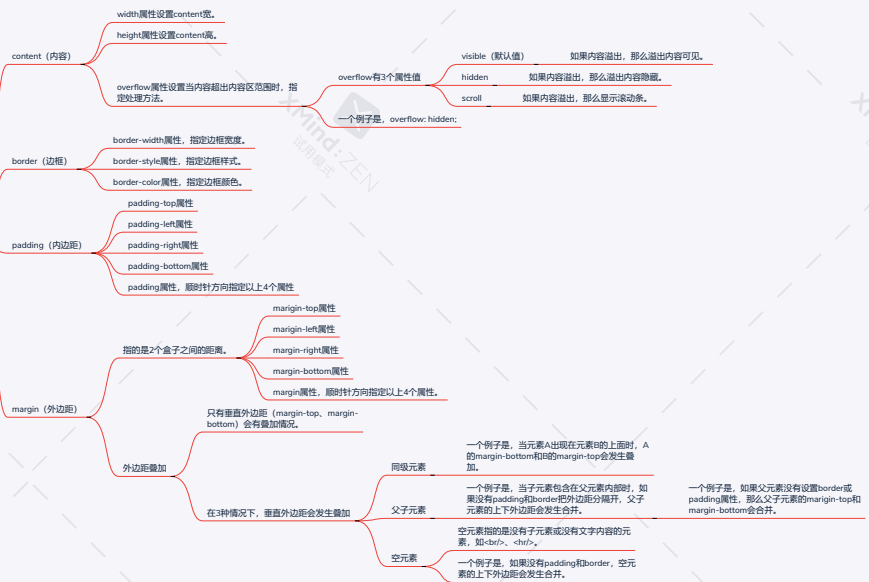 content（内容）
width属性设置content宽。
height属性设置content高。
overflow属性设置当内容超出内容区范围时，指
定处理方法。
overflow有3个属性值
visible（默认值）
如果内容溢出，那么溢出内容可见。
hidden
如果内容溢出，那么溢出内容隐藏。
scroll
如果内容溢出，那么显示滚动条。
一个例子是，overflow: hidden;
border（边框）
border-width属性，指定边框宽度。
border-style属性，指定边框样式。
border-color属性，指定边框颜色。
padding（内边距）
padding-top属性
padding-left属性
padding-right属性
padding-bottom属性
padding属性，顺时针方向指定以上4个属性
margin（外边距）
指的是2个盒子之间的距离。
marigin-top属性
marigin-left属性
margin-right属性
margin-bottom属性
margin属性，顺时针方向指定以上4个属性。
外边距叠加
只有垂直外边距（margin-top、margin-
bottom）会有叠加情况。
在3种情况下，垂直外边距会发生叠加
同级元素
一个例子是，当元素A出现在元素B的上面时，A
的margin-bottom和B的margin-top会发生叠
加。
父子元素
一个例子是，当子元素包含在父元素内部时，如
果没有padding和border把外边距分隔开，父子
元素的上下外边距会发生合并。
一个例子是，如果父元素没有设置border或
padding属性，那么父子元素的marigin-top和
margin-bottom会合并。
空元素
空元素指的是没有子元素或没有文字内容的元
素，如<br/>、<hr/>。
一个例子是，如果没有padding和border，空元
素的上下外边距会发生合并。
XMind:ZEN
试用模式